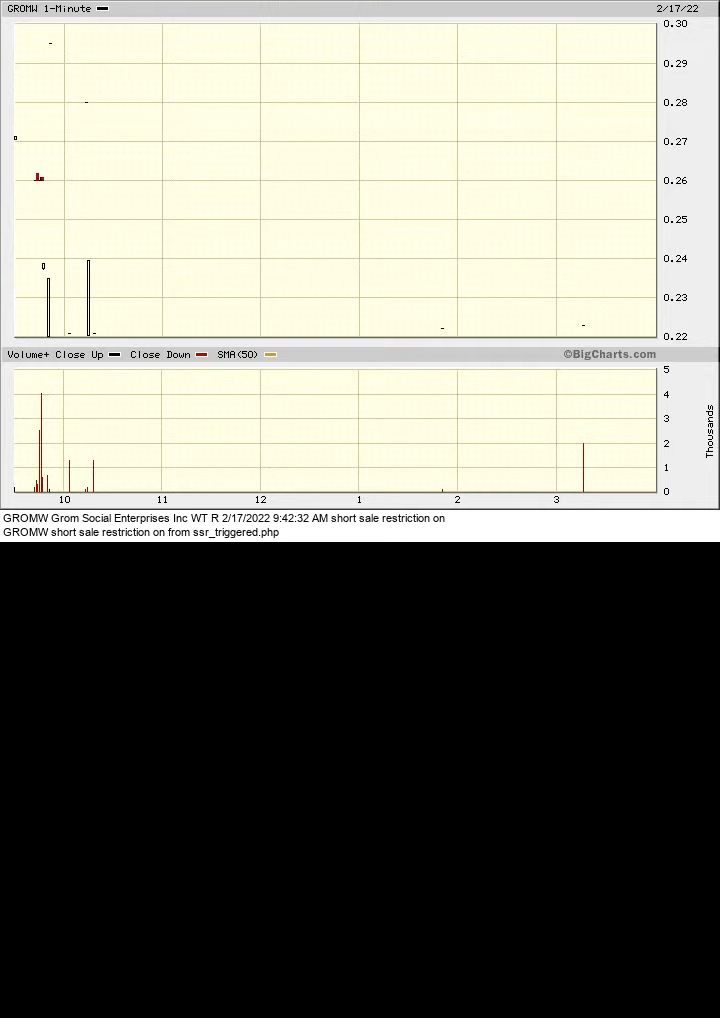 GROMW 1-Minute 2/17/22
0.30
0.29
0.28
0.27
0.26
0.25
0.24
0.23
0.22
Volume+ Close Up Close Down SMA(50) ©BigCharts.com
5
4
3
2
1
0
Thousands
10 11 12 1 2 3
GROMW Grom Social Enterprises Inc WT R 2/17/2022 9:42:32 AM short sale restriction on
GROMW short sale restriction on from ssr_triggered.php